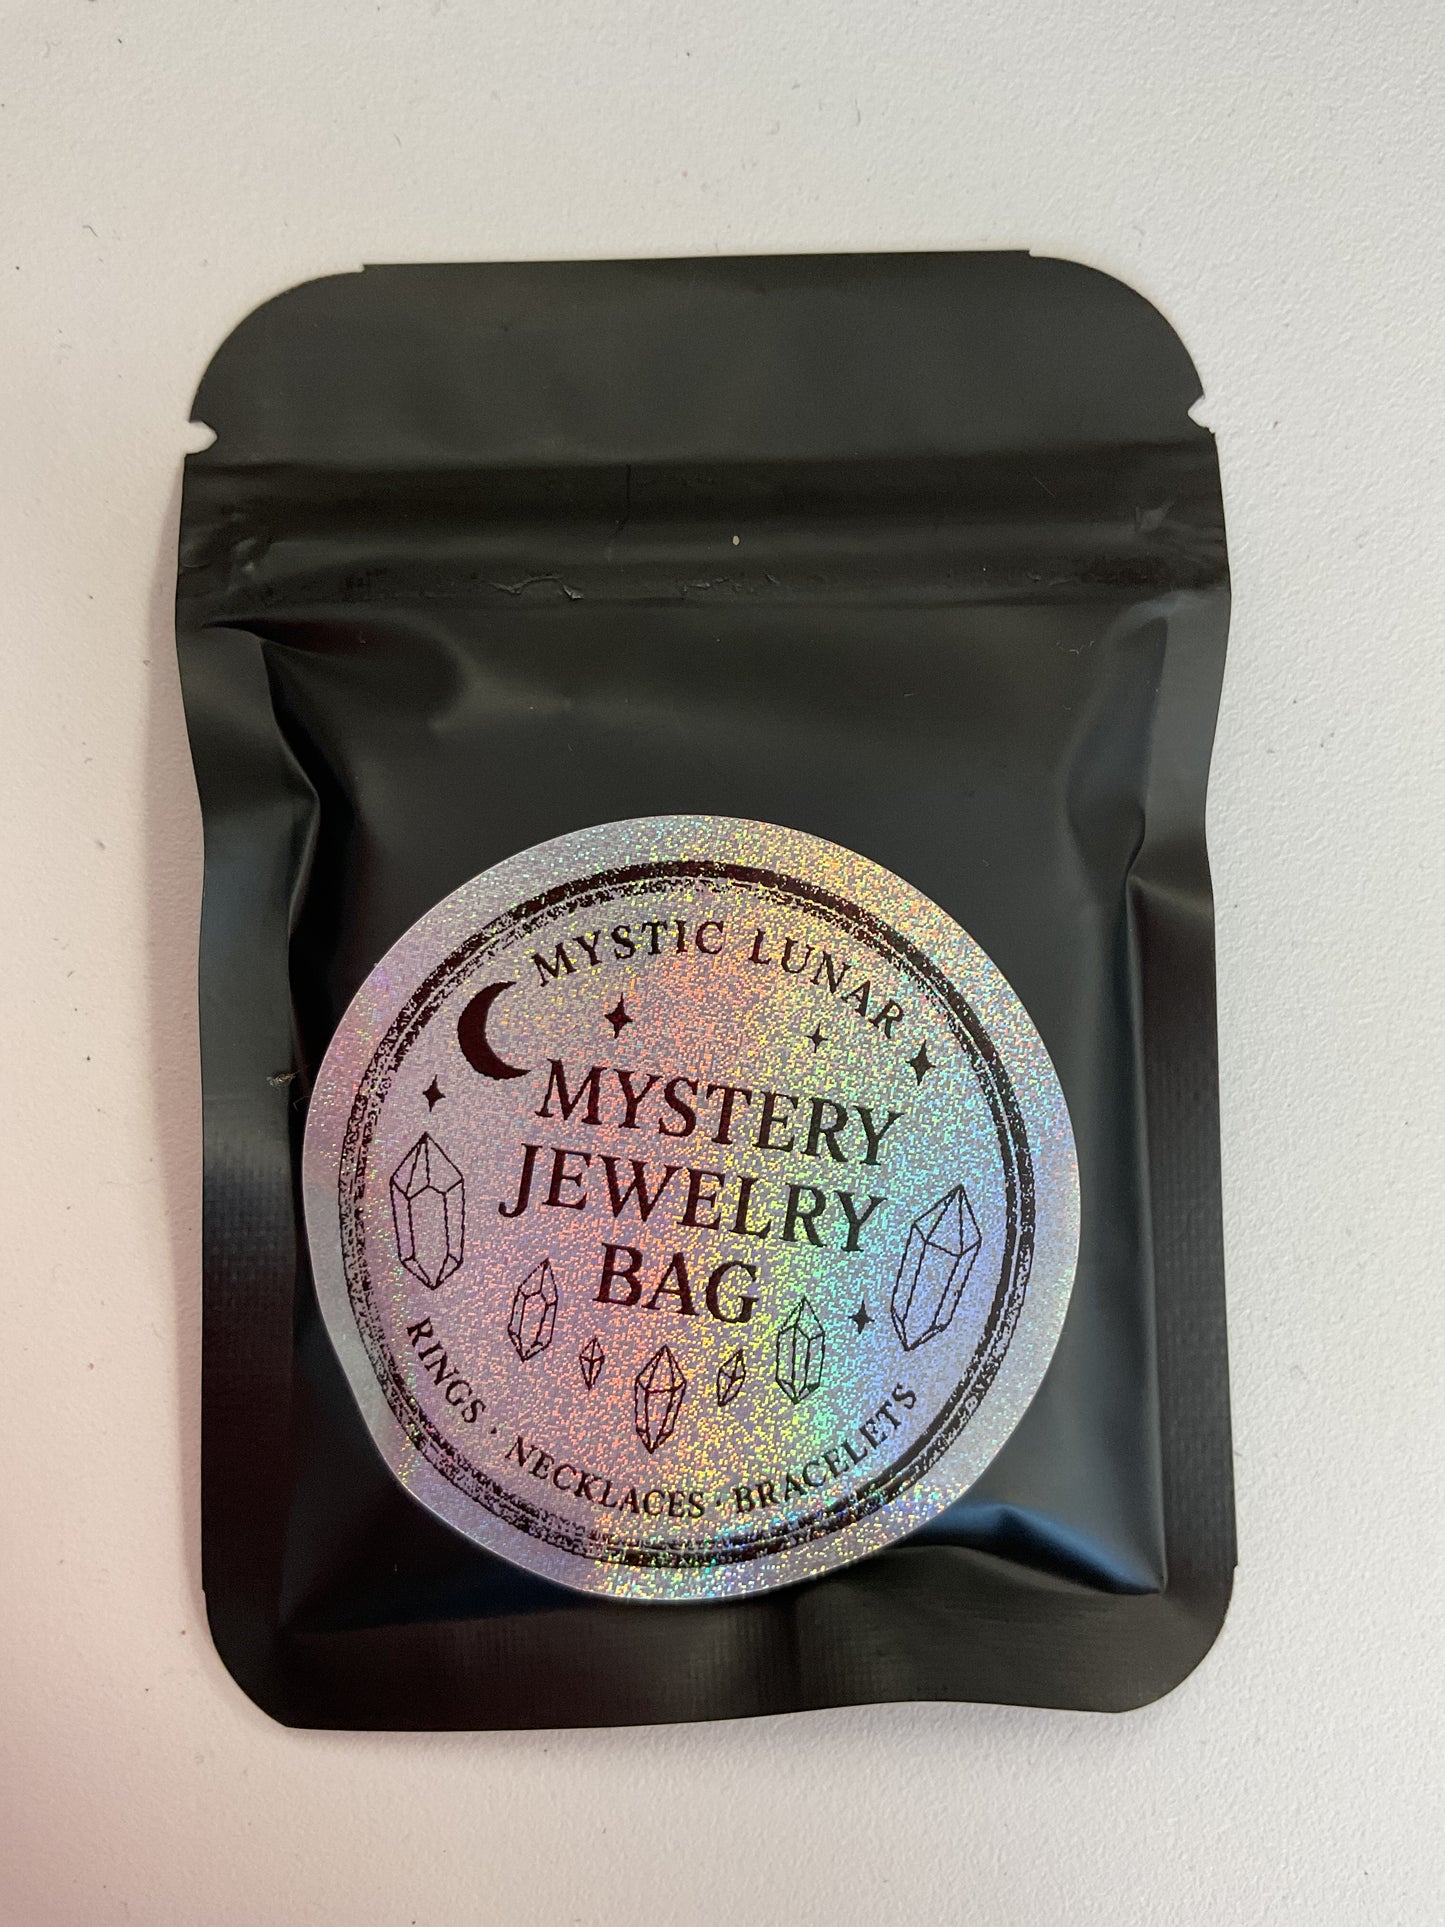 MYSTIC LUNAR
MYSTERY
JEWELRY
BAG
RINGS · NECKLACES · BRACELETS